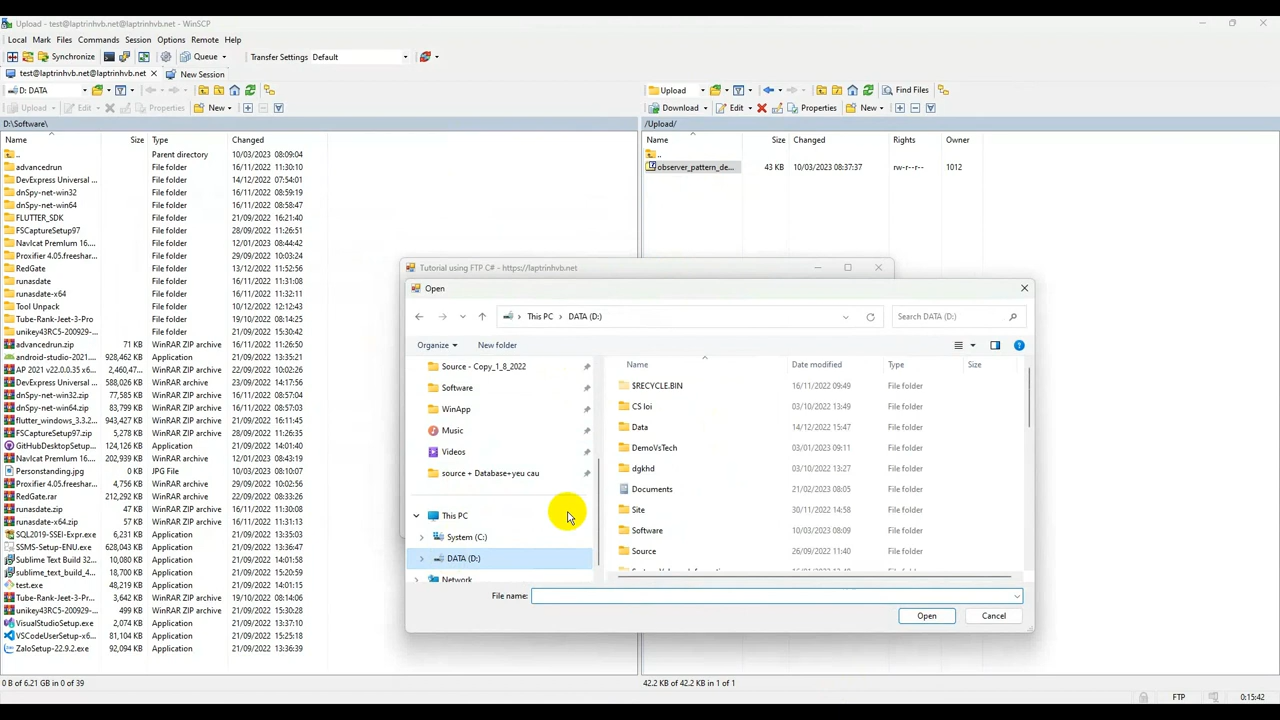 Upload - test@laptrinhvb.net@laptrinhvb.net - WinSCP
Local Mark Files Commands Session Options Remote Help
Synchronize Queue Transfer Settings Default
test@laptrinhvb.net@laptrinhvb.net New Session
D: DATA Upload Find Files
Upload Edit Properties New Download Edit Properties New
D:\Software\ /Upload/
Name Size Type Changed Name Size Changed Rights Owner
.. Parent directory 10/03/2023 08:09:04 ..
advancedrun File folder 16/11/2022 11:30:10 observer_pattern_de... 43 KB 10/03/2023 08:37:37 rw-r--r-- 1012
DevExpress Universal ... File folder 14/12/2022 07:54:01
dnSpy-net-win32 File folder 16/11/2022 08:59:19
dnSpy-net-win64 File folder 16/11/2022 08:58:47
FLUTTER_SDK File folder 21/09/2022 16:21:40
FSCaptureSetup97 File folder 28/09/2022 11:26:51
Navicat Premium 16.... File folder 12/01/2023 08:44:42
Proxifier 4.05.freeshar... File folder 29/09/2022 10:03:24
RedGate File folder 13/12/2022 11:52:56
runasdate File folder 16/11/2022 11:31:08
runasdate-x64 File folder 16/11/2022 11:32:11
Tool Unpack File folder 10/12/2022 12:12:43
Tube-Rank-Jeet-3-Pro File folder 19/10/2022 08:14:25
unikey43RC5-200929-... File folder 21/09/2022 15:30:42
advancedrun.zip 71 KB WinRAR ZIP archive 16/11/2022 11:26:50
android-studio-2021.... 928,462 KB Application 21/09/2022 13:35:21
AP 2021 v22.0.0.35 x6... 2,460,47... WinRAR ZIP archive 22/09/2022 10:02:26
DevExpress Universal ... 588,026 KB WinRAR archive 23/09/2022 14:17:56
dnSpy-net-win32.zip 77,585 KB WinRAR ZIP archive 16/11/2022 08:57:04
dnSpy-net-win64.zip 83,799 KB WinRAR ZIP archive 16/11/2022 08:57:03
flutter_windows_3.3.2... 943,427 KB WinRAR ZIP archive 21/09/2022 16:11:45
FSCaptureSetup97.zip 5,278 KB WinRAR ZIP archive 28/09/2022 11:26:35
GitHubDesktopSetup... 124,126 KB Application 21/09/2022 14:01:40
Navicat Premium 16.... 202,939 KB WinRAR archive 12/01/2023 08:43:19
Personstanding.jpg 0 KB JPG File 10/03/2023 08:10:07
Proxifier 4.05.freeshar... 4,756 KB WinRAR archive 29/09/2022 10:02:56
RedGate.rar 212,292 KB WinRAR archive 22/09/2022 08:33:26
runasdate.zip 47 KB WinRAR ZIP archive 16/11/2022 11:30:08
runasdate-x64.zip 57 KB WinRAR ZIP archive 16/11/2022 11:31:13
SQL2019-SSEI-Expr.exe 6,231 KB Application 21/09/2022 13:35:03
SSMS-Setup-ENU.exe 628,043 KB Application 21/09/2022 13:36:47
Sublime Text Build 32... 10,080 KB Application 21/09/2022 14:01:58
sublime_text_build_4... 18,700 KB Application 21/09/2022 15:20:59
test.exe 48,219 KB Application 21/09/2022 14:01:15
Tube-Rank-Jeet-3-Pro... 3,642 KB WinRAR ZIP archive 19/10/2022 08:14:06
unikey43RC5-200929-... 499 KB WinRAR ZIP archive 21/09/2022 15:30:28
VisualStudioSetup.exe 2,074 KB Application 21/09/2022 13:37:10
VSCodeUserSetup-x6... 81,104 KB Application 21/09/2022 15:25:18
ZaloSetup-22.9.2.exe 92,094 KB Application 21/09/2022 13:36:39
Tutorial using FTP C# - https://laptrinhvb.net
Open
This PC DATA (D:) Search DATA (D:)
Organize New folder
Source - Copy_1_8_2022 Name Date modified Type Size
Software $RECYCLE.BIN 16/11/2022 09:49 File folder
WinApp CS loi 03/10/2022 13:49 File folder
Music Data 14/12/2022 15:47 File folder
Videos DemoVsTech 03/01/2023 09:11 File folder
source + Database+yeu cau dgkhd 03/10/2022 13:27 File folder
Documents 21/02/2023 08:05 File folder
This PC Site 30/11/2022 14:58 File folder
System (C:) Software 10/03/2023 08:09 File folder
DATA (D:) Source 26/09/2022 11:40 File folder
Network
File name:
Open Cancel
0 B of 6.21 GB in 0 of 39 42.2 KB of 42.2 KB in 1 of 1
FTP 0:15:42